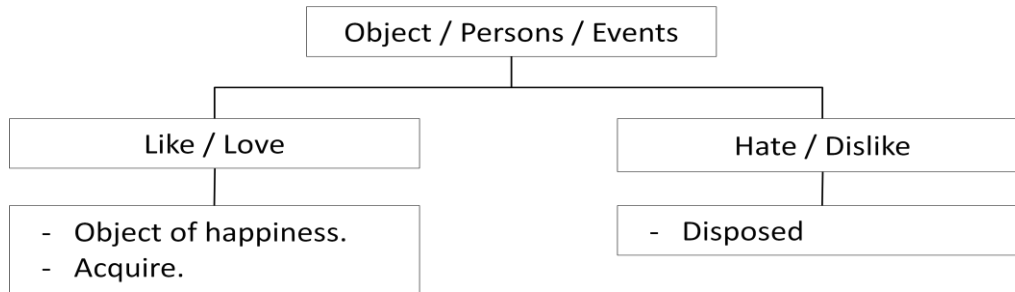 Object / Persons / Events
Like / Love
Hate / Dislike
- Object of happiness.
- Acquire.
- Disposed